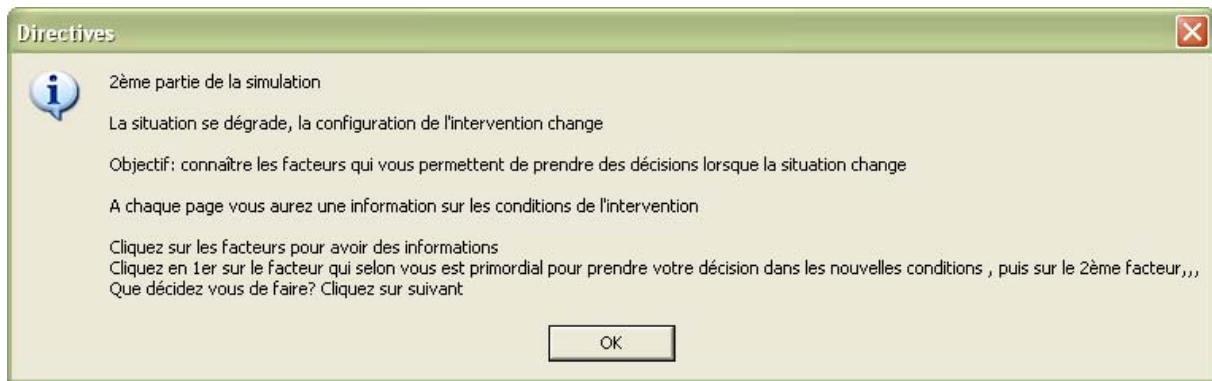 Directives
2ème partie de la simulation
La situation se dégrade, la configuration de l'intervention change
Objectif: connaître les facteurs qui vous permettent de prendre des décisions lorsque la situation change
A chaque page vous aurez une information sur les conditions de l'intervention
Cliquez sur les facteurs pour avoir des informations
Cliquez en 1er sur le facteur qui selon vous est primordial pour prendre votre décision dans les nouvelles conditions , puis sur le 2ème facteur,,,
Que décidez vous de faire? Cliquez sur suivant
OK